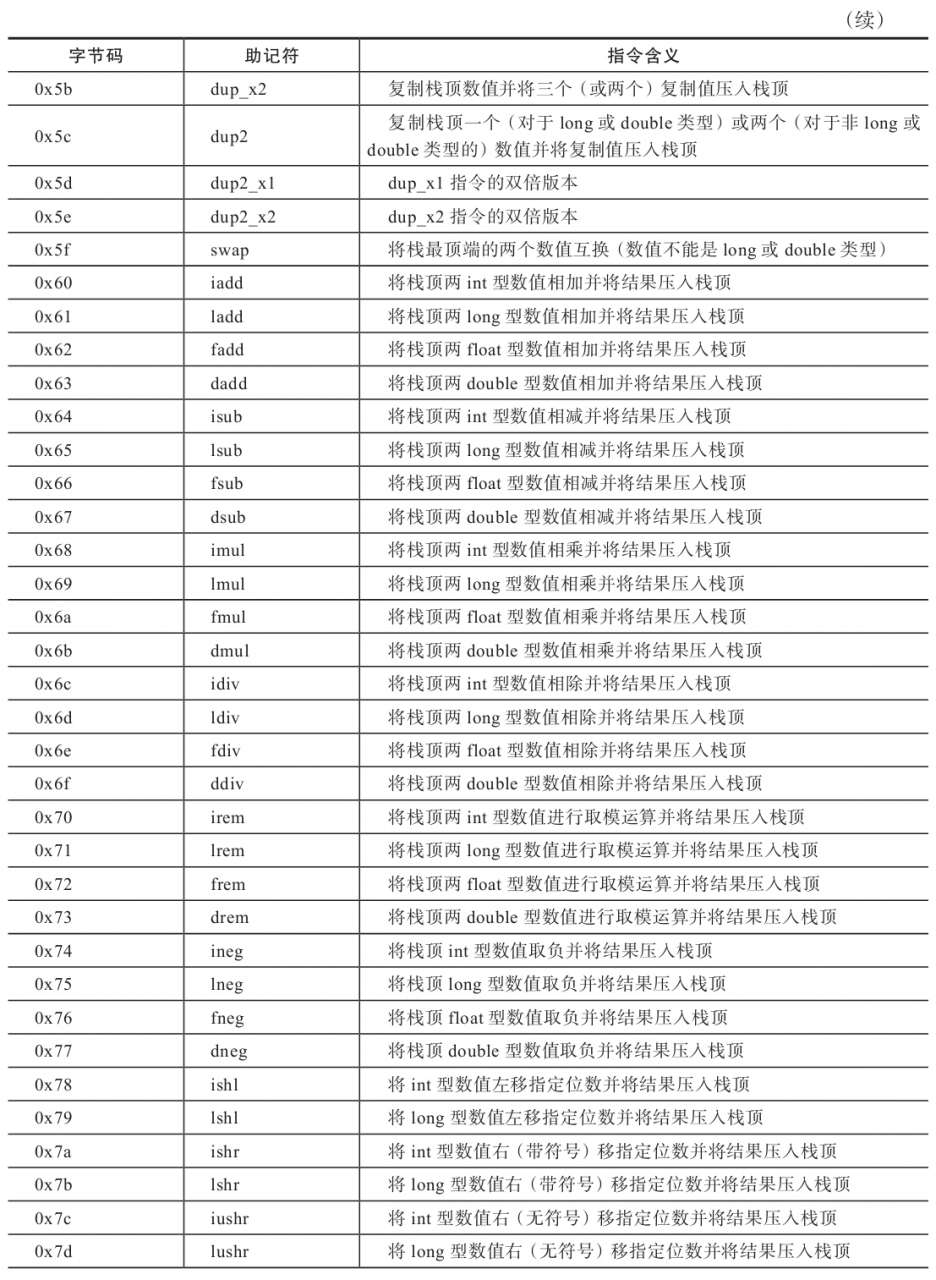 （续）
字节码 助记符 指令含义
0x5b dup_x2 复制栈顶数值并将三个（或两个）复制值压入栈顶
0x5c dup2 复制栈顶一个（对于 long 或 double 类型）或两个（对于非 long 或
double 类型的）数值并将复制值压入栈顶
0x5d dup2_x1 dup_x1 指令的双倍版本
0x5e dup2_x2 dup_x2 指令的双倍版本
0x5f swap 将栈最顶端的两个数值互换（数值不能是 long 或 double 类型）
0x60 iadd 将栈顶两 int 型数值相加并将结果压入栈顶
0x61 ladd 将栈顶两 long 型数值相加并将结果压入栈顶
0x62 fadd 将栈顶两 float 型数值相加并将结果压入栈顶
0x63 dadd 将栈顶两 double 型数值相加并将结果压入栈顶
0x64 isub 将栈顶两 int 型数值相减并将结果压入栈顶
0x65 lsub 将栈顶两 long 型数值相减并将结果压入栈顶
0x66 fsub 将栈顶两 float 型数值相减并将结果压入栈顶
0x67 dsub 将栈顶两 double 型数值相减并将结果压入栈顶
0x68 imul 将栈顶两 int 型数值相乘并将结果压入栈顶
0x69 lmul 将栈顶两 long 型数值相乘并将结果压入栈顶
0x6a fmul 将栈顶两 float 型数值相乘并将结果压入栈顶
0x6b dmul 将栈顶两 double 型数值相乘并将结果压入栈顶
0x6c idiv 将栈顶两 int 型数值相除并将结果压入栈顶
0x6d ldiv 将栈顶两 long 型数值相除并将结果压入栈顶
0x6e fdiv 将栈顶两 float 型数值相除并将结果压入栈顶
0x6f ddiv 将栈顶两 double 型数值相除并将结果压入栈顶
0x70 irem 将栈顶两 int 型数值进行取模运算并将结果压入栈顶
0x71 lrem 将栈顶两 long 型数值进行取模运算并将结果压入栈顶
0x72 frem 将栈顶两 float 型数值进行取模运算并将结果压入栈顶
0x73 drem 将栈顶两 double 型数值进行取模运算并将结果压入栈顶
0x74 ineg 将栈顶 int 型数值取负并将结果压入栈顶
0x75 lneg 将栈顶 long 型数值取负并将结果压入栈顶
0x76 fneg 将栈顶 float 型数值取负并将结果压入栈顶
0x77 dneg 将栈顶 double 型数值取负并将结果压入栈顶
0x78 ishl 将 int 型数值左移指定位数并将结果压入栈顶
0x79 lshl 将 long 型数值左移指定位数并将结果压入栈顶
0x7a ishr 将 int 型数值右（带符号）移指定位数并将结果压入栈顶
0x7b lshr 将 long 型数值右（带符号）移指定位数并将结果压入栈顶
0x7c iushr 将 int 型数值右（无符号）移指定位数并将结果压入栈顶
0x7d lushr 将 long 型数值右（无符号）移指定位数并将结果压入栈顶